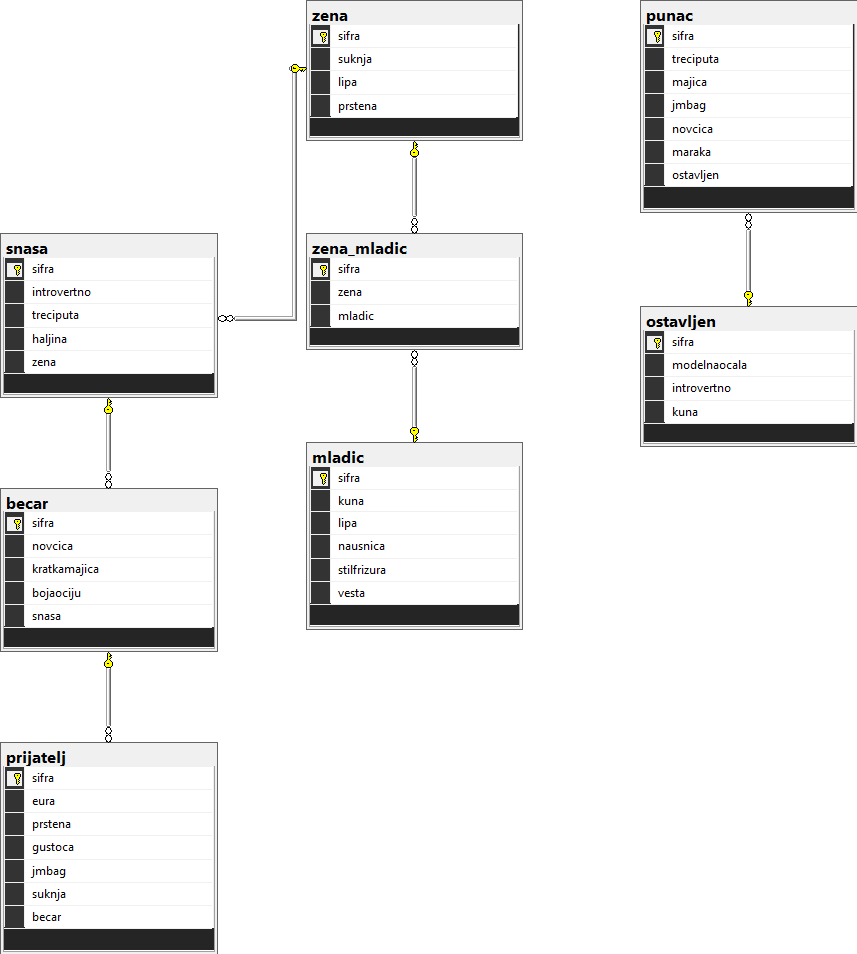 zena
sifra
suknja
lipa
prstena
punac
sifra
treciputa
majica
jmbag
novcica
maraka
ostavljen
snasa
sifra
introvertno
treciputa
haljina
zena
zena_mladic
sifra
zena
mladic
ostavljen
sifra
modelnaocala
introvertno
kuna
mladic
sifra
kuna
lipa
nausnica
stilfrizura
vesta
becar
sifra
novcica
kratkamajica
bojaociju
snasa
prijatelj
sifra
eura
prstena
gustoca
jmbag
suknja
becar